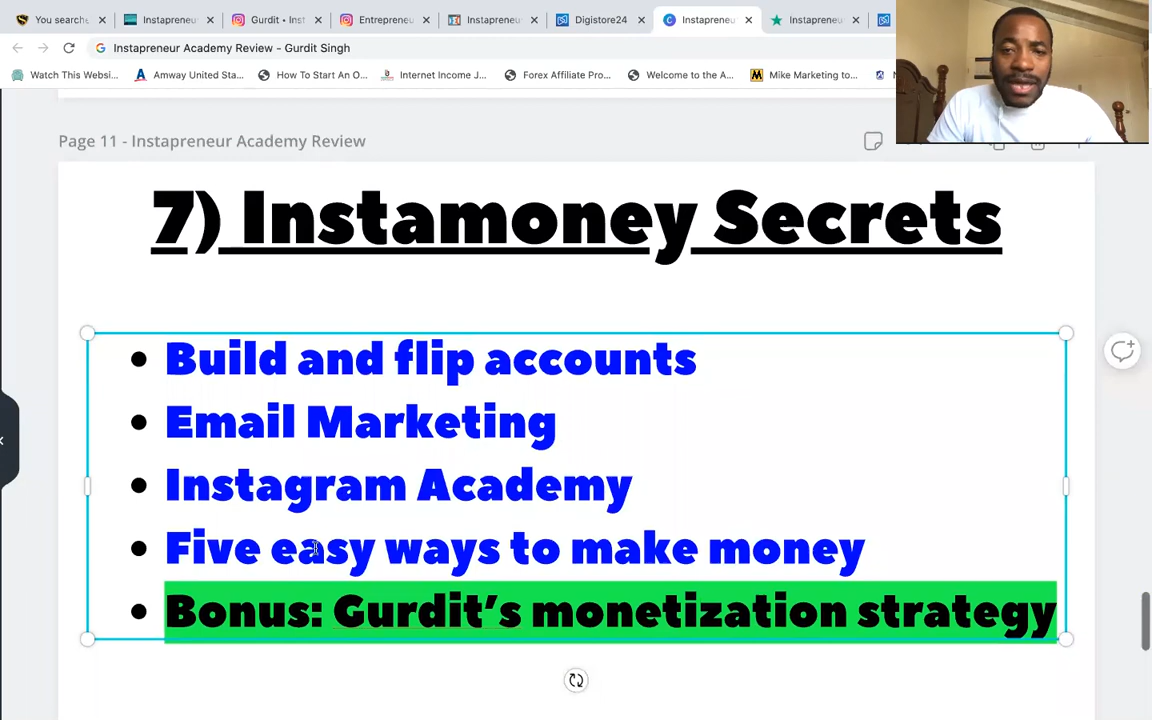 You searche
Instapreneu
Gurdit • Inst
Entrepreneu
Instapreneu
Digistore24
Instapreneu
Instapreneu
Instapreneur Academy Review - Gurdit Singh
Watch This Websi...
Amway United Sta...
How To Start An O...
Internet Income J...
Forex Affiliate Pro...
Welcome to the A...
Mike Marketing to...
Page 11 - Instapreneur Academy Review
7) Instamoney Secrets
• Build and flip accounts
• Email Marketing
• Instagram Academy
• Five easy ways to make money
• Bonus: Gurdit's monetization strategy